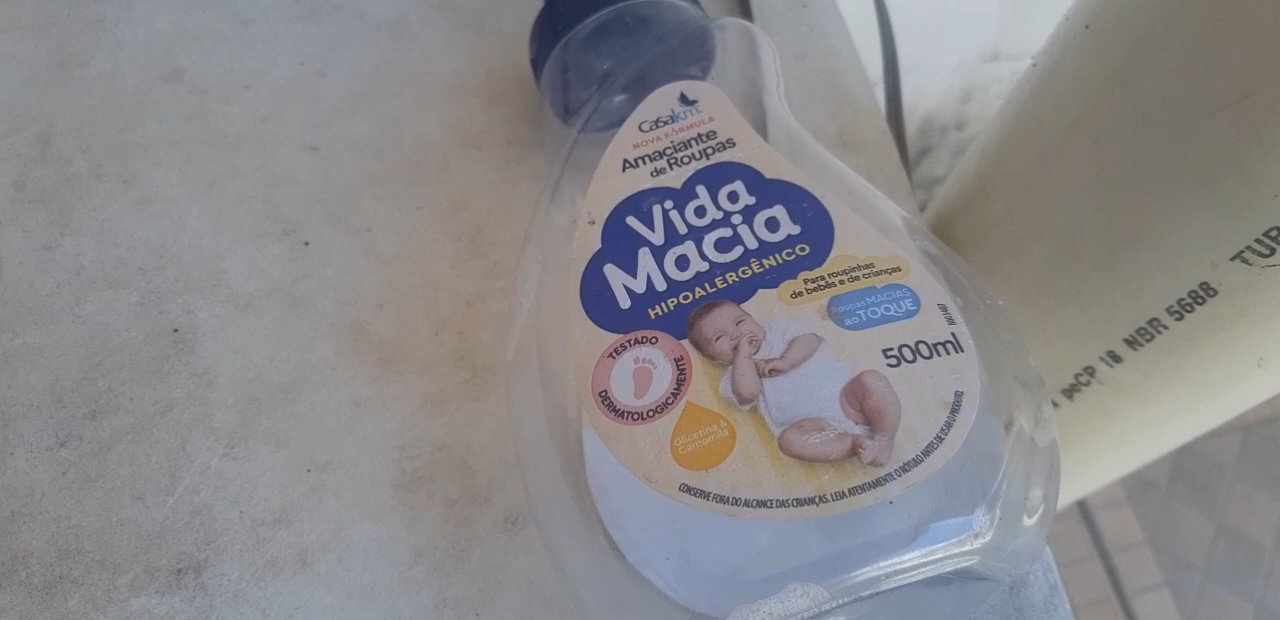 Casakm
NOVA FÓRMULA
Amaciante
de Roupas
Vida
Macia
HIPOALERGÊNICO
Para roupinhas
de bebês e de crianças
Roupas MACIAS
ao TOQUE
500ml
TESTADO
DERMATOLOGICAMENTE
Glicerina &
Camomila
CONSERVE FORA DO ALCANCE DAS CRIANÇAS. LEIA ATENTAMENTE O RÓTULO ANTES DE USAR O PRODUTO
peCP 18 NBR 5688